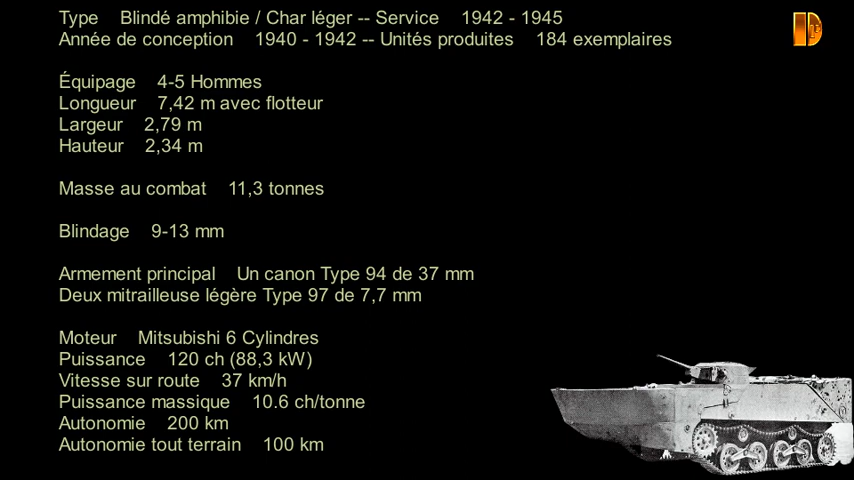 Type Blindé amphibie / Char léger -- Service 1942 - 1945
Année de conception 1940 - 1942 -- Unités produites 184 exemplaires
Équipage 4-5 Hommes
Longueur 7,42 m avec flotteur
Largeur 2,79 m
Hauteur 2,34 m
Masse au combat 11,3 tonnes
Blindage 9-13 mm
Armement principal Un canon Type 94 de 37 mm
Deux mitrailleuse légère Type 97 de 7,7 mm
Moteur Mitsubishi 6 Cylindres
Puissance 120 ch (88,3 kW)
Vitesse sur route 37 km/h
Puissance massique 10.6 ch/tonne
Autonomie 200 km
Autonomie tout terrain 100 km